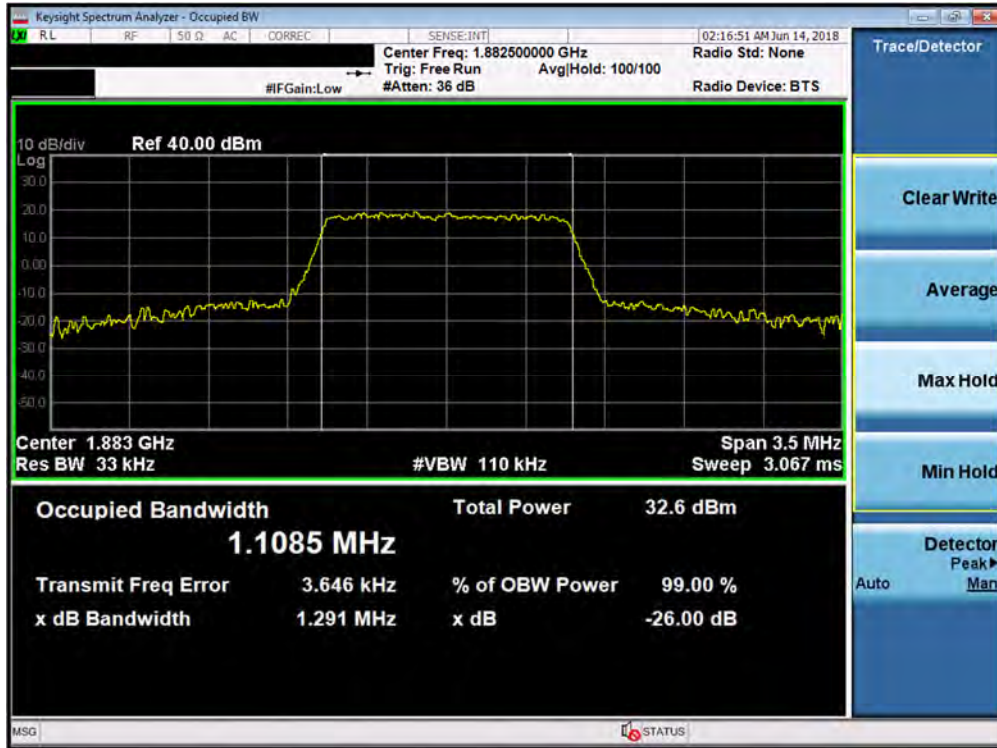 Keysight Spectrum Analyzer - Occupied BW
LXI RL RF 50 Ω AC CORREC SENSE:INT 02:16:51 AM Jun 14, 2018
Center Freq: 1.882500000 GHz Radio Std: None
Trig: Free Run Avg|Hold: 100/100
#IFGain:Low #Atten: 36 dB Radio Device: BTS
10 dB/div Ref 40.00 dBm
Log
30.0
20.0
10.0
0.00
-10.0
-20.0
-30.0
-40.0
-50.0
Center 1.883 GHz Span 3.5 MHz
Res BW 33 kHz #VBW 110 kHz Sweep 3.067 ms
Occupied Bandwidth Total Power 32.6 dBm
1.1085 MHz
Transmit Freq Error 3.646 kHz % of OBW Power 99.00 %
x dB Bandwidth 1.291 MHz x dB -26.00 dB
MSG STATUS
Trace/Detector
Clear Write
Average
Max Hold
Min Hold
Detector
Peak▶
Auto Man